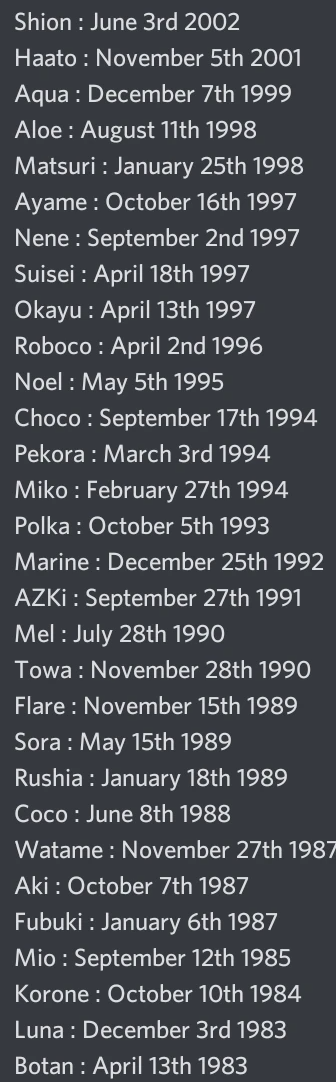 Shion : June 3rd 2002
Haato : November 5th 2001
Aqua : December 7th 1999
Aloe : August 11th 1998
Matsuri : January 25th 1998
Ayame : October 16th 1997
Nene : September 2nd 1997
Suisei : April 18th 1997
Okayu : April 13th 1997
Roboco : April 2nd 1996
Noel : May 5th 1995
Choco : September 17th 1994
Pekora : March 3rd 1994
Miko : February 27th 1994
Polka : October 5th 1993
Marine : December 25th 1992
AZKi : September 27th 1991
Mel : July 28th 1990
Towa : November 28th 1990
Flare : November 15th 1989
Sora : May 15th 1989
Rushia : January 18th 1989
Coco : June 8th 1988
Watame : November 27th 1987
Aki : October 7th 1987
Fubuki : January 6th 1987
Mio : September 12th 1985
Korone : October 10th 1984
Luna : December 3rd 1983
Botan : April 13th 1983